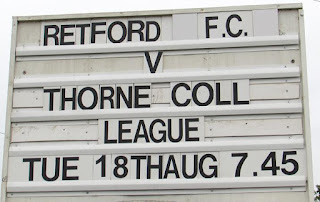 RETFORD F.C.
V
THORNE COLL
LEAGUE
TUE 18THAUG 7.45